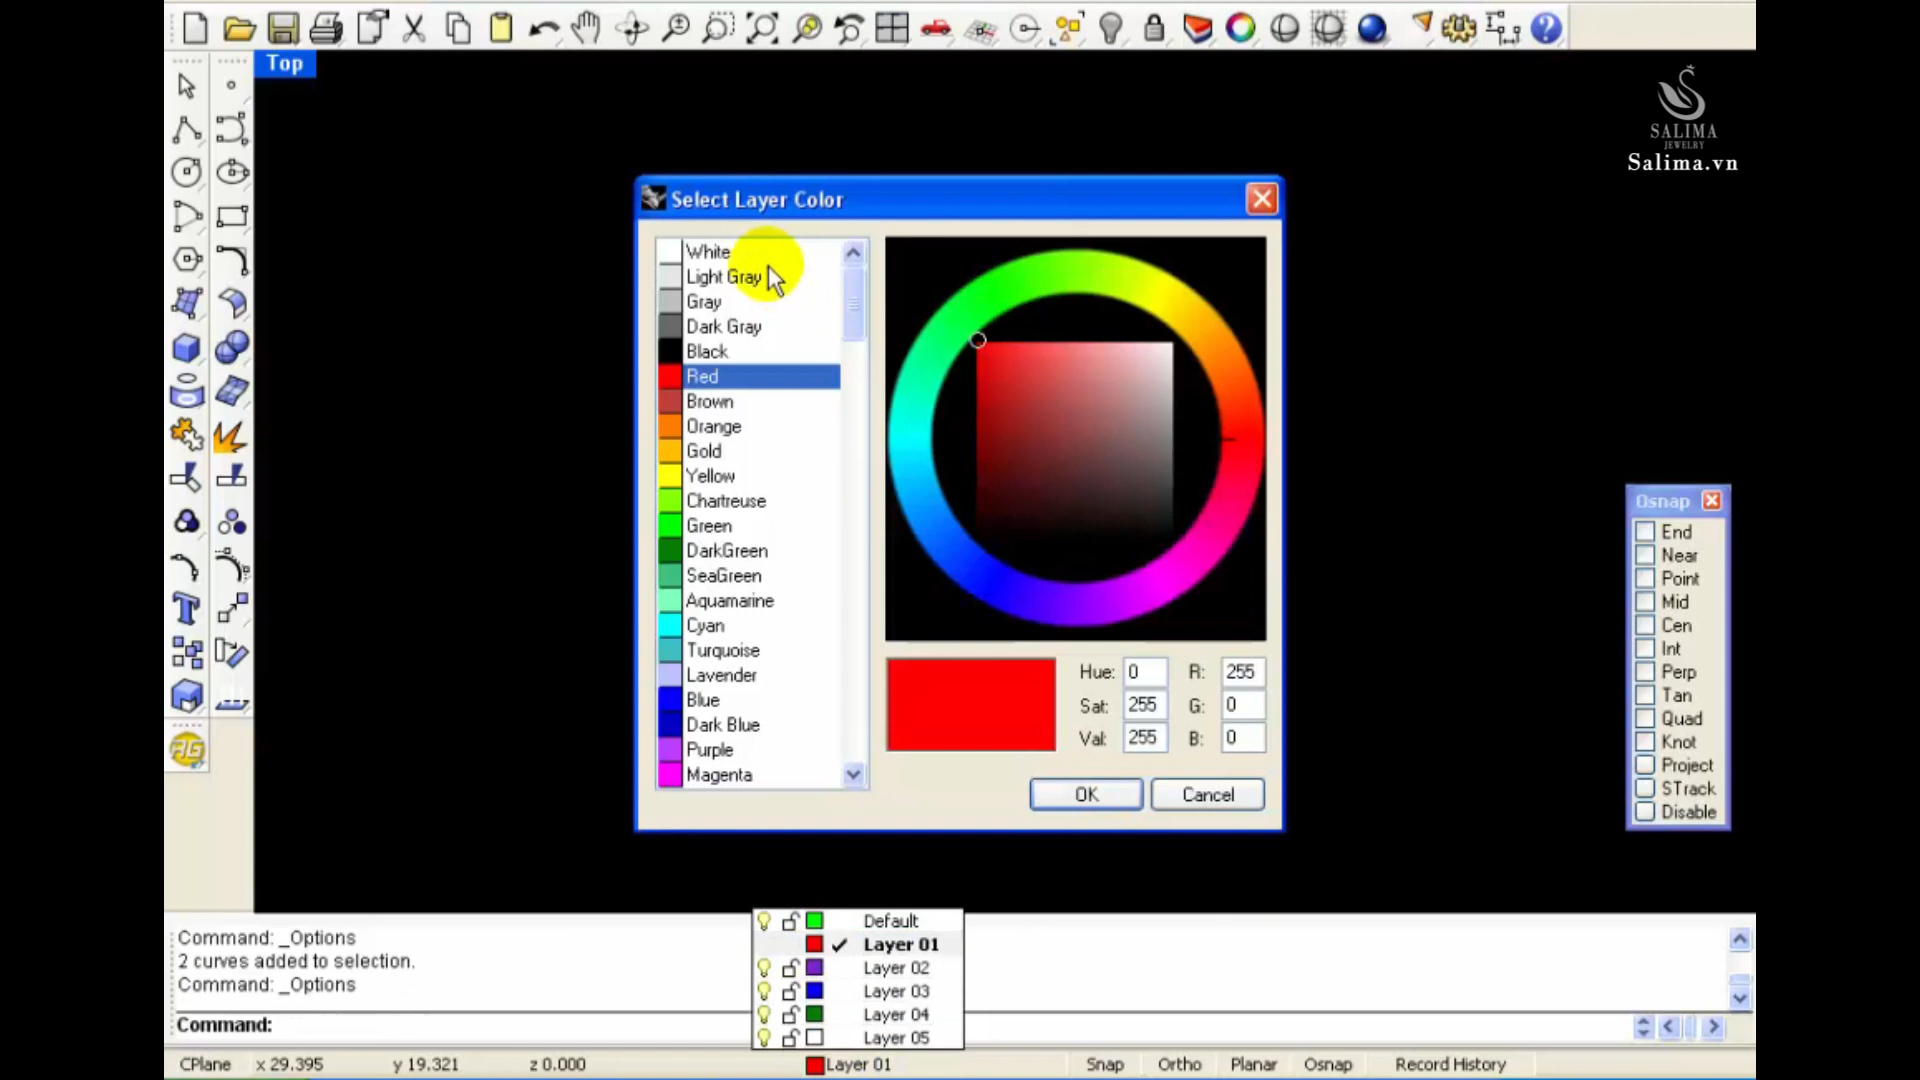 Top
SALIMA
JEWELRY
Salima.vn
Select Layer Color
White
Light Gray
Gray
Dark Gray
Black
Red
Brown
Orange
Gold
Yellow
Chartreuse
Green
DarkGreen
SeaGreen
Aquamarine
Cyan
Turquoise
Lavender
Blue
Dark Blue
Purple
Magenta
Hue: 0 R: 255
Sat: 255 G: 0
Val: 255 B: 0
OK Cancel
Osnap
End
Near
Point
Mid
Cen
Int
Perp
Tan
Quad
Knot
Project
STrack
Disable
Command: _Options
2 curves added to selection.
Command: _Options
Command:
Default
Layer 01
Layer 02
Layer 03
Layer 04
Layer 05
CPlane x 29.395 y 19.321 z 0.000 Layer 01 Snap Ortho Planar Osnap Record History